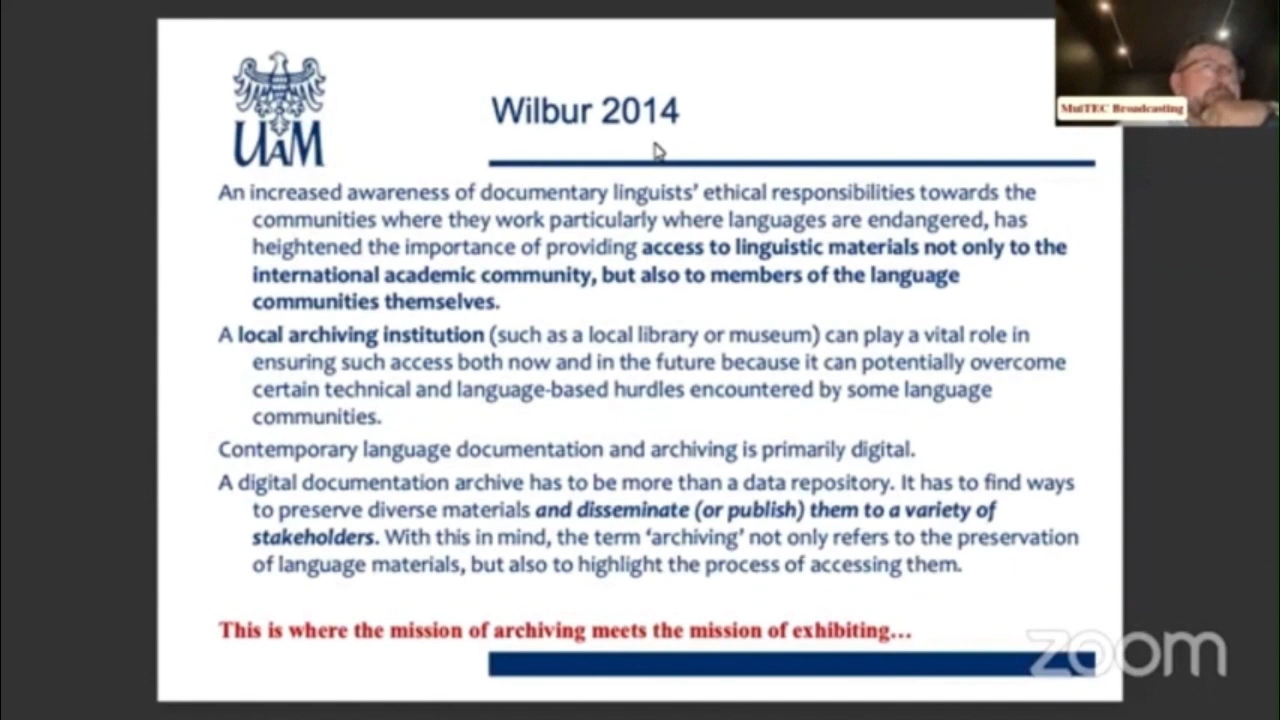 UAM
Wilbur 2014
MulTEC Broadcasting
An increased awareness of documentary linguists’ ethical responsibilities towards the
communities where they work particularly where languages are endangered, has
heightened the importance of providing access to linguistic materials not only to the
international academic community, but also to members of the language
communities themselves.
A local archiving institution (such as a local library or museum) can play a vital role in
ensuring such access both now and in the future because it can potentially overcome
certain technical and language-based hurdles encountered by some language
communities.
Contemporary language documentation and archiving is primarily digital.
A digital documentation archive has to be more than a data repository. It has to find ways
to preserve diverse materials and disseminate (or publish) them to a variety of
stakeholders. With this in mind, the term ‘archiving’ not only refers to the preservation
of language materials, but also to highlight the process of accessing them.
This is where the mission of archiving meets the mission of exhibiting...
zoom